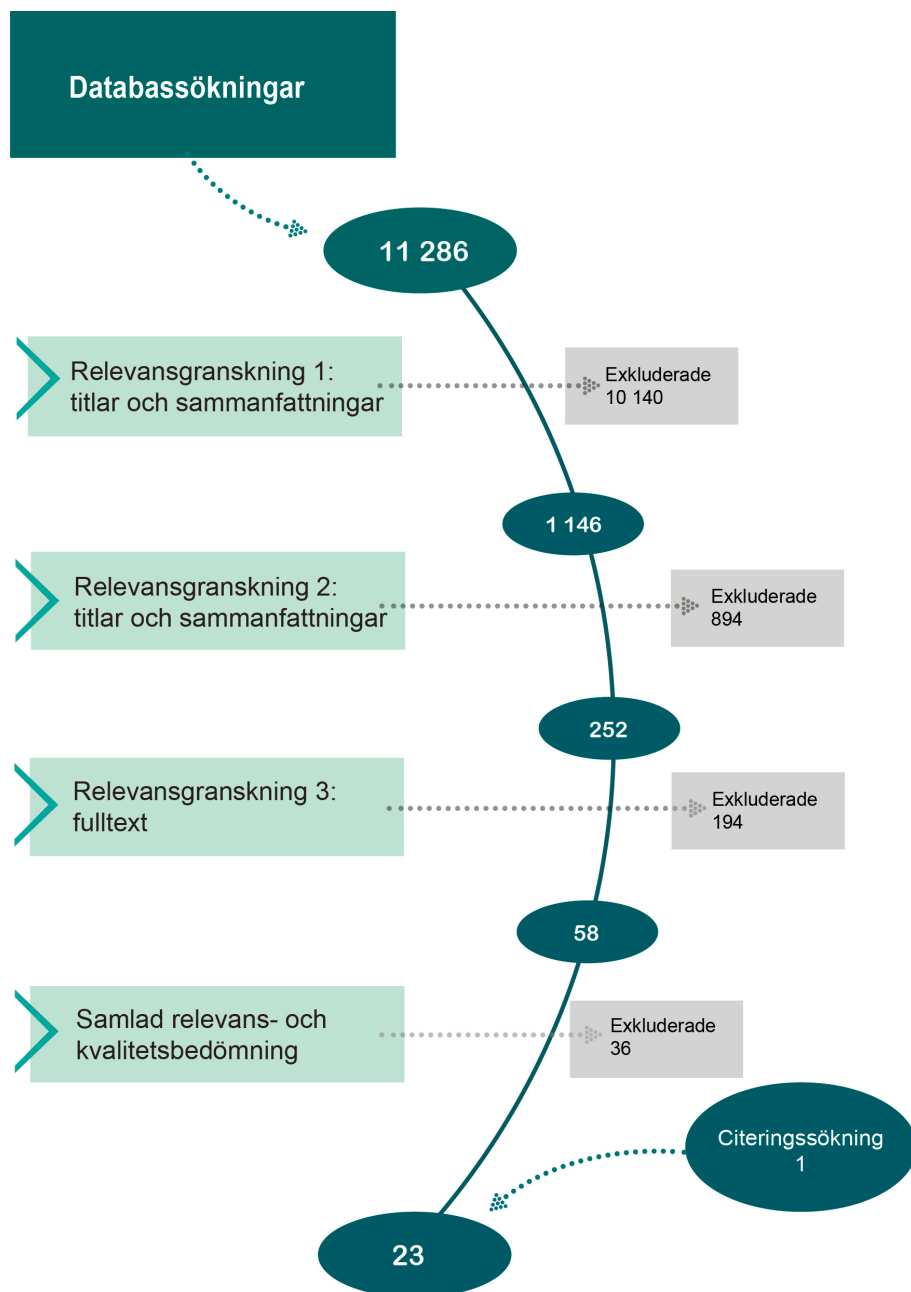 Databassökningar
11 286
Relevansgranskning 1:
titlar och sammanfattningar
Exkluderade
10 140
1 146
Relevansgranskning 2:
titlar och sammanfattningar
Exkluderade
894
252
Relevansgranskning 3:
fulltext
Exkluderade
194
58
Samlad relevans- och
kvalitetsbedömning
Exkluderade
36
Citeringssökning
1
23